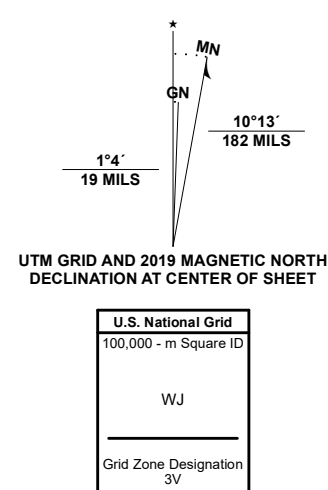 ★
MN
GN
10°13´
182 MILS
1°4´
19 MILS
UTM GRID AND 2019 MAGNETIC NORTH
DECLINATION AT CENTER OF SHEET
U.S. National Grid
100,000 - m Square ID
WJ
Grid Zone Designation
3V